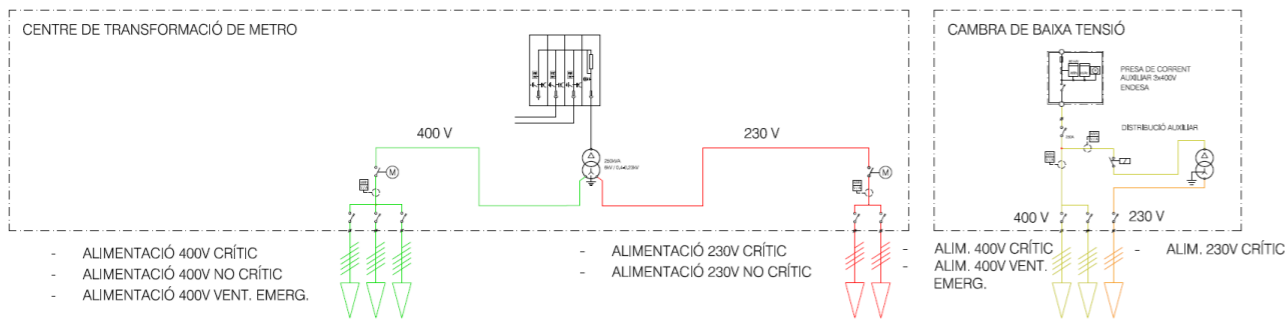 CENTRE DE TRANSFORMACIÓ DE METRO
400 V
230 V
M
M
- ALIMENTACIÓ 400V CRÍTIC
- ALIMENTACIÓ 400V NO CRÍTIC
- ALIMENTACIÓ 400V VENT. EMERG.
- ALIMENTACIÓ 230V CRÍTIC
- ALIMENTACIÓ 230V NO CRÍTIC
CAMBRA DE BAIXA TENSIÓ
PRESA DE CORRENT
AUXILIAR 3x400V
ENDESA
DISTRIBUCIÓ AUXILIAR
400 V
230 V
- ALIM. 400V CRÍTIC
- ALIM. 400V VENT.
EMERG.
- ALIM. 230V CRÍTIC